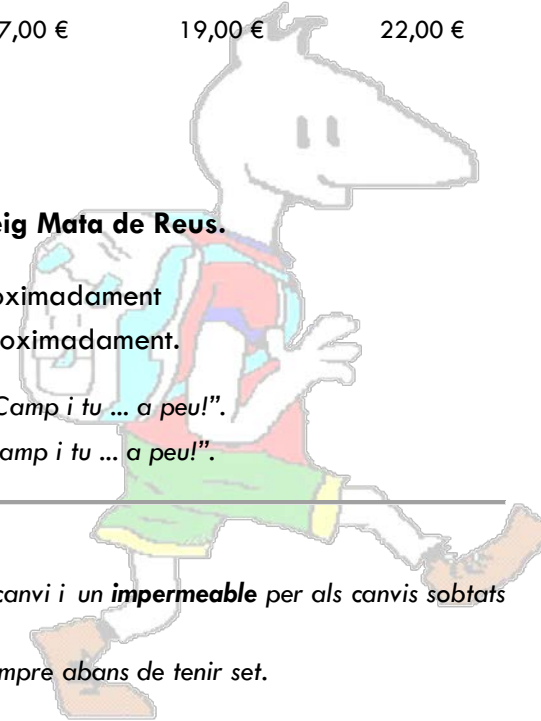 7,00 € 19,00 € 22,00 €
eig Mata de Reus.
oximadament
oximadament.
Camp i tu ... a peu!”.
amp i tu ... a peu!”.
canvi i un impermeable per als canvis sobtats
mpre abans de tenir set.